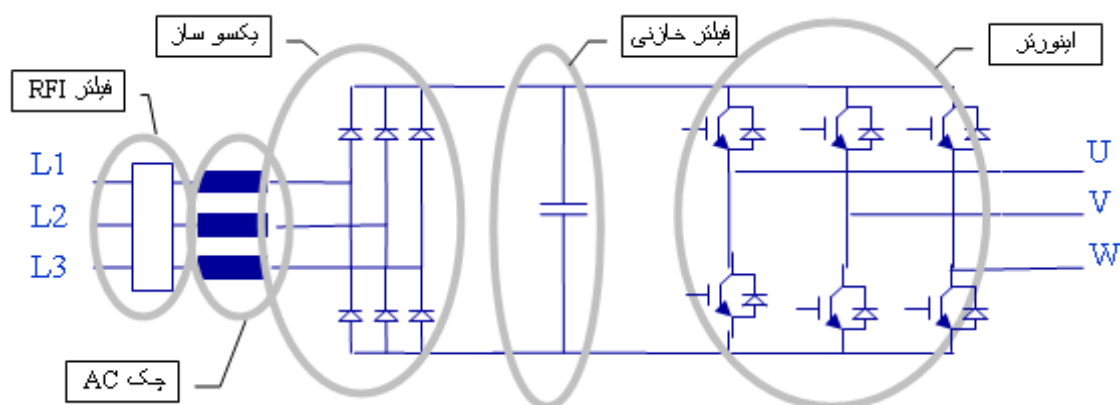 یکسو ساز
فیلتر خازنی
اینورتر
فیلتر RFI
L1
L2
L3
U
V
W
چک AC